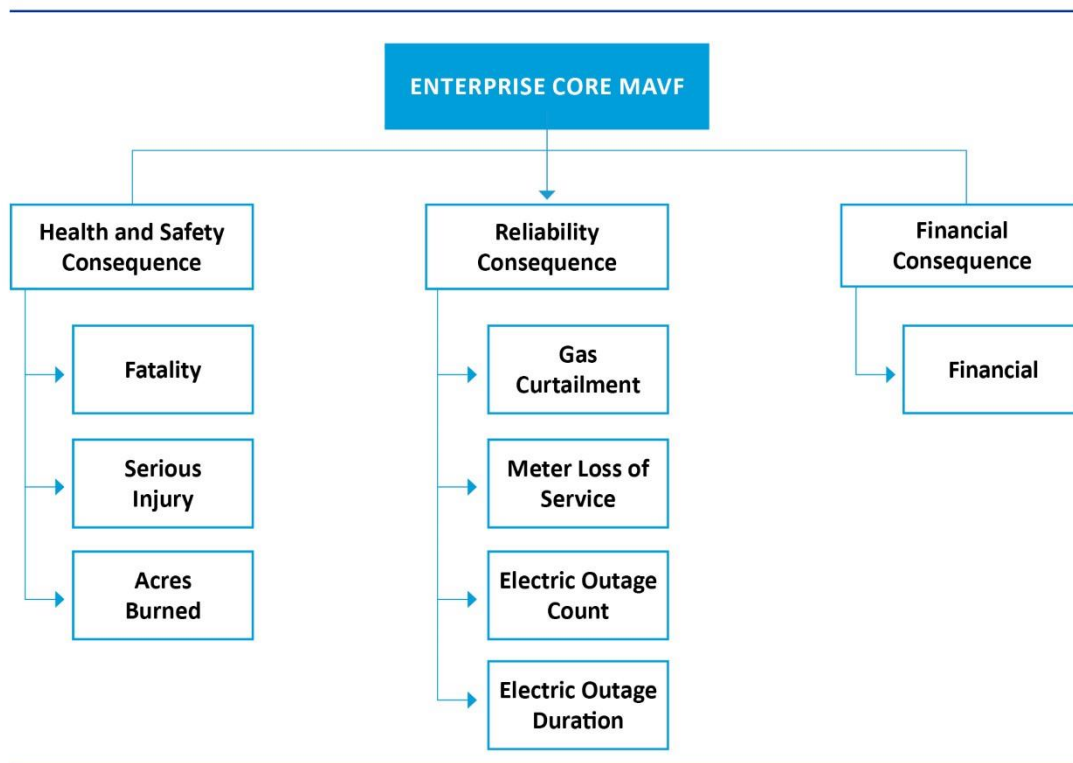 ENTERPRISE CORE MAVF
Health and Safety
Consequence
Fatality
Serious
Injury
Acres
Burned
Reliability
Consequence
Gas
Curtailment
Meter Loss of
Service
Electric Outage
Count
Electric Outage
Duration
Financial
Consequence
Financial